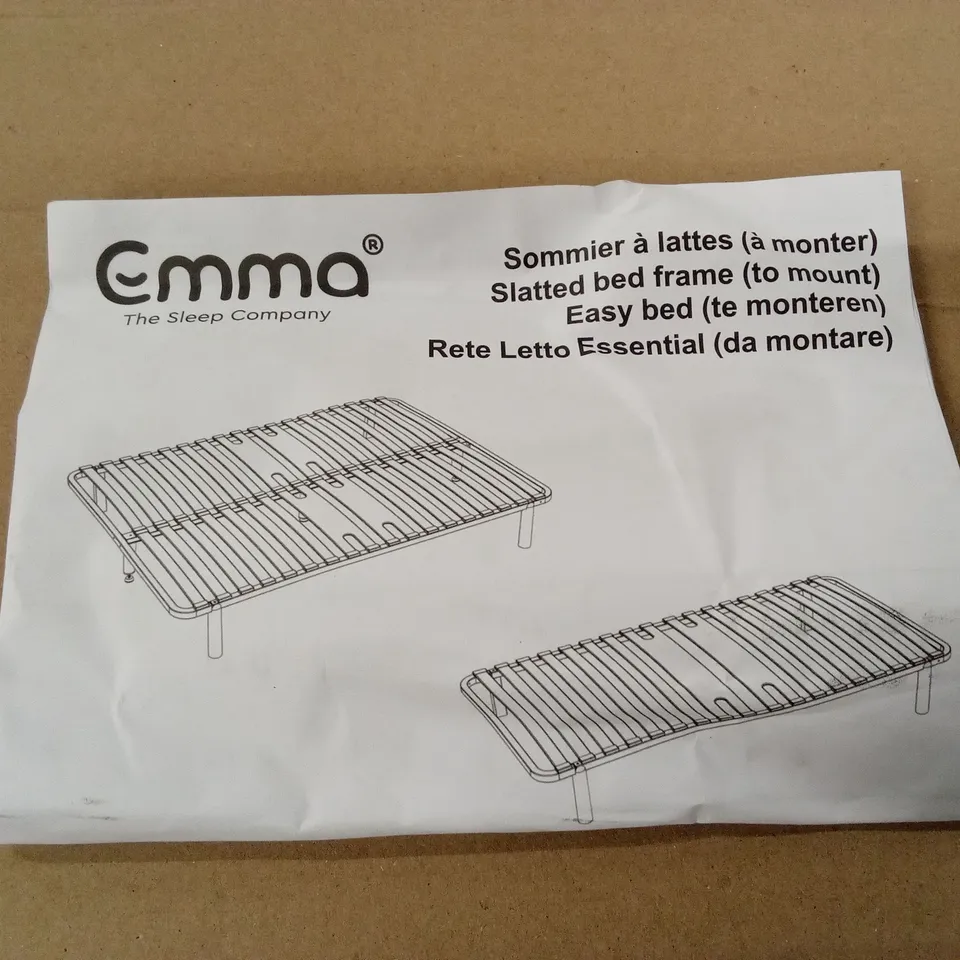 Emma®
The Sleep Company
Sommier à lattes (à monter)
Slatted bed frame (to mount)
Easy bed (te monteren)
Rete Letto Essential (da montare)